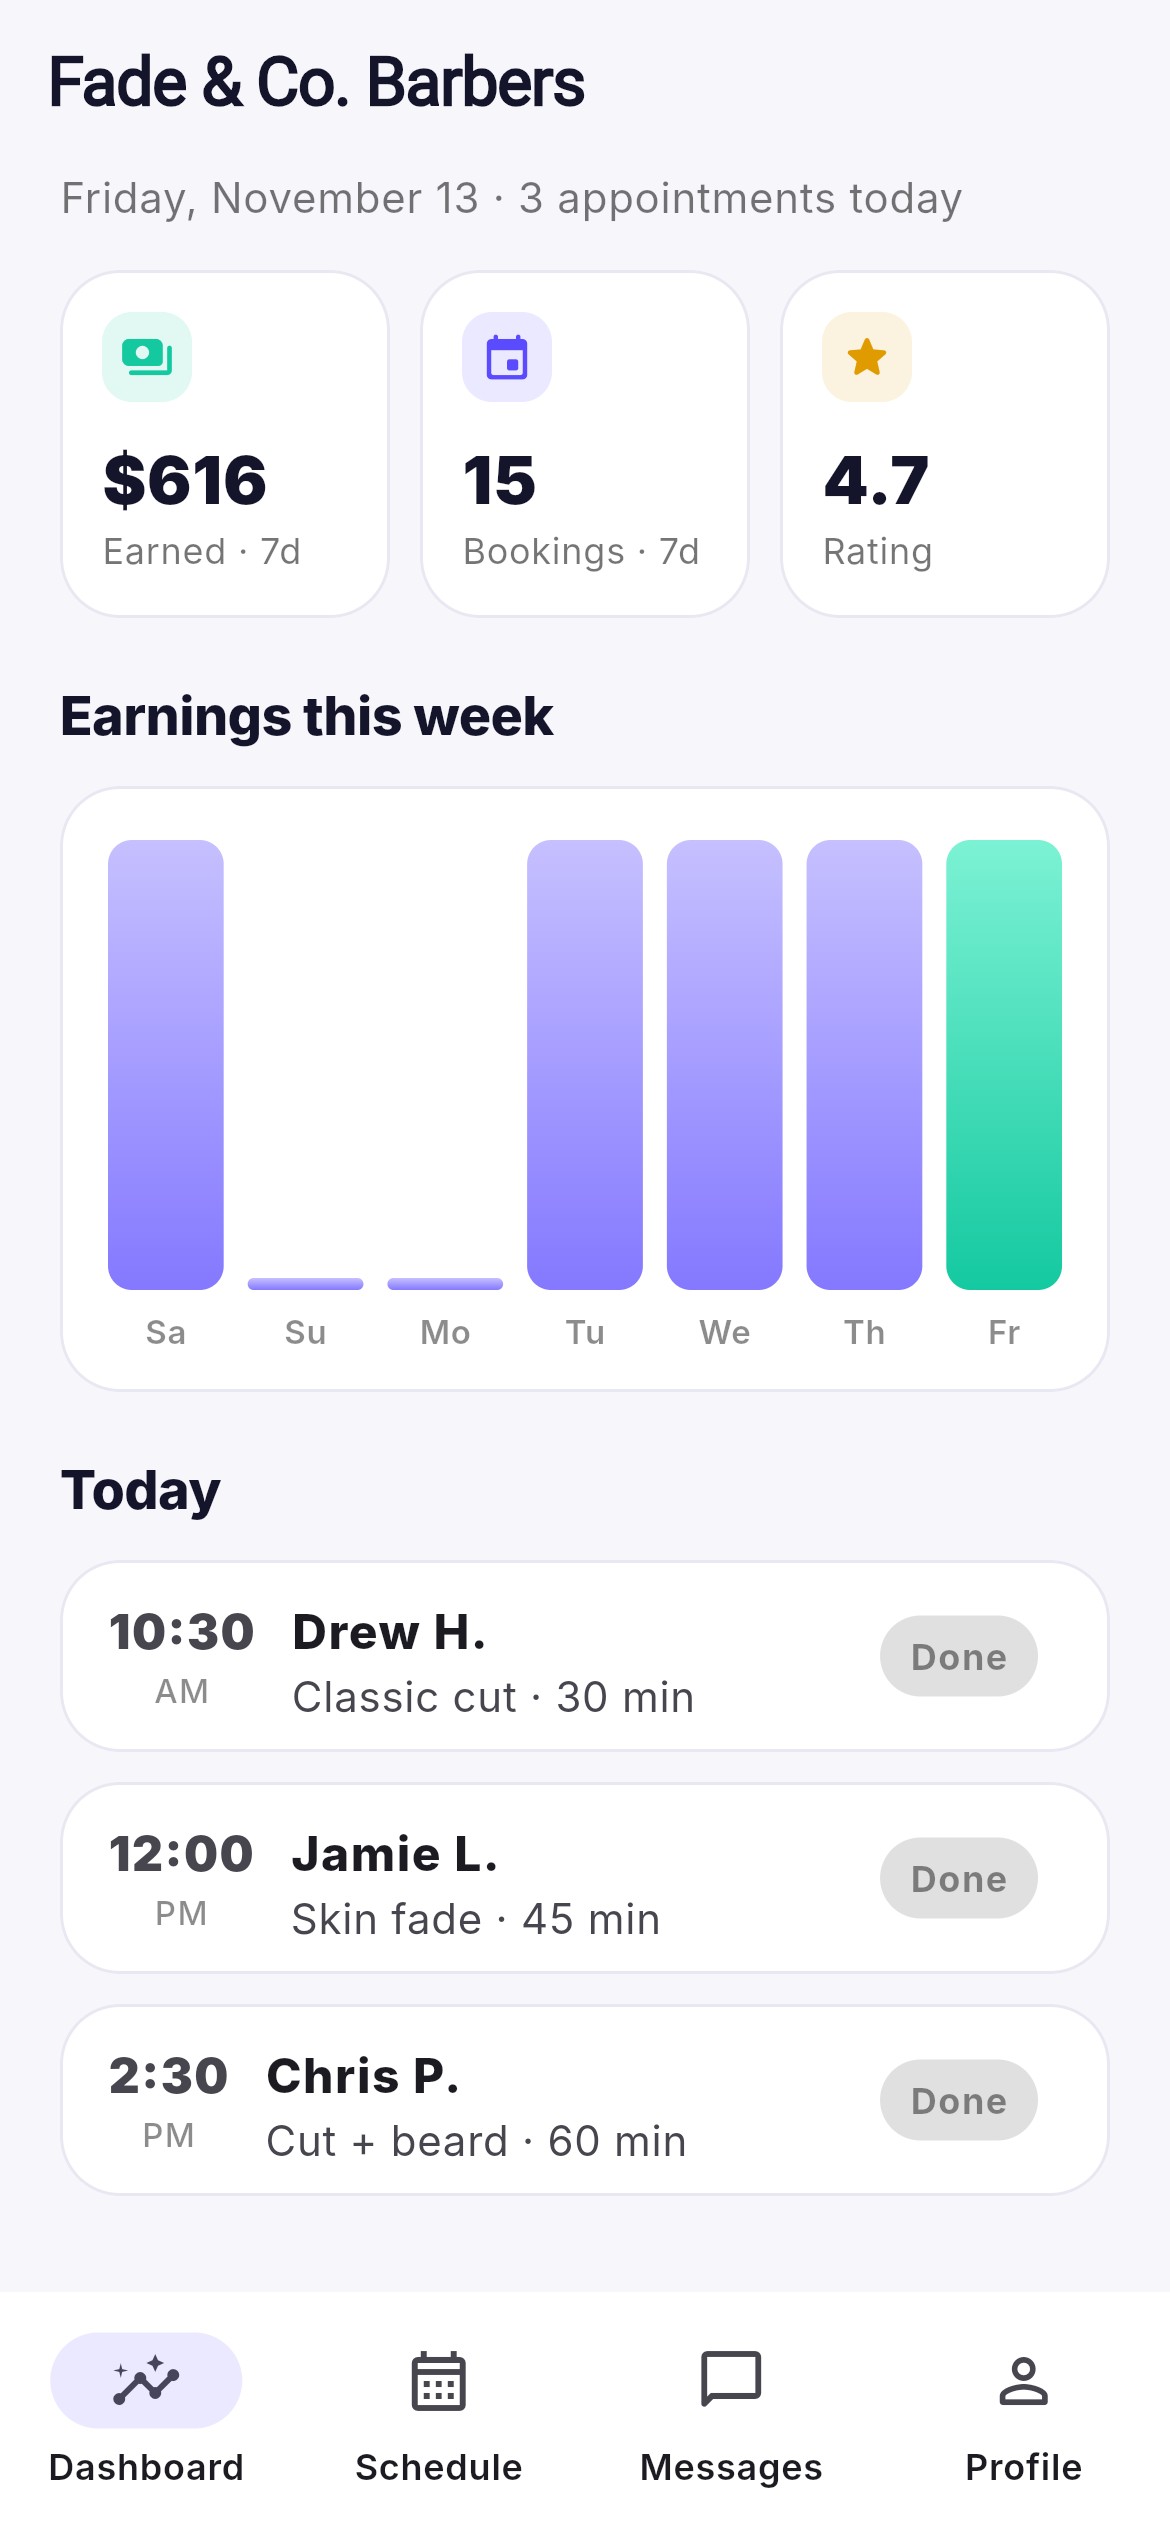 Fade & Co. Barbers
Friday, November 13 · 3 appointments today
$616
Earned · 7d
15
Bookings · 7d
4.7
Rating
Earnings this week
Sa Su Mo Tu We Th Fr
Today
10:30 Drew H.
AM Classic cut · 30 min
Done
12:00 Jamie L.
PM Skin fade · 45 min
Done
2:30 Chris P.
PM Cut + beard · 60 min
Done
Dashboard Schedule Messages Profile